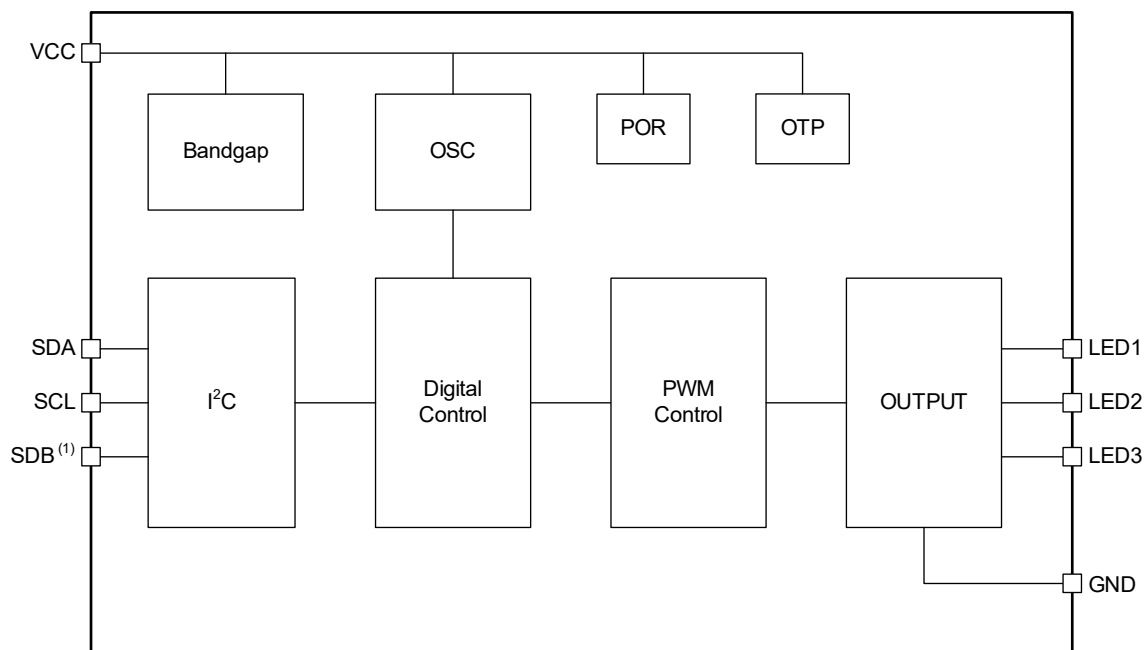 VCC
Bandgap
OSC
POR
OTP
SDA
SCL
SDB (1)
I²C
Digital
Control
PWM
Control
OUTPUT
LED1
LED2
LED3
GND